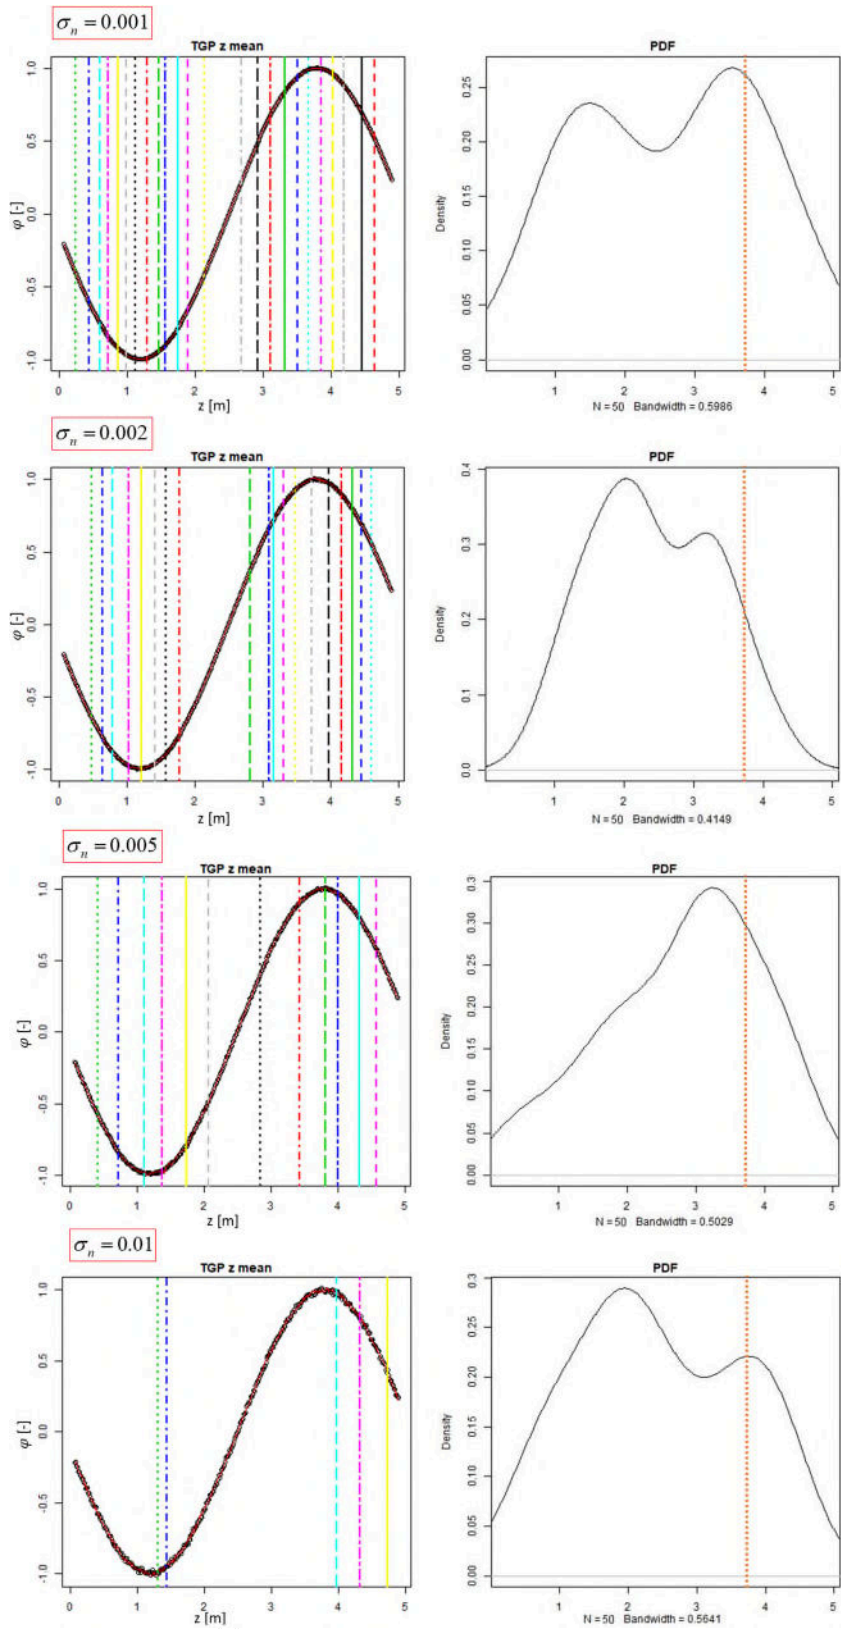 σₙ = 0.001
TGP z mean
φ [-]
1.0
0.5
0.0
-0.5
-1.0
0 1 2 3 4 5
z [m]
PDF
Density
0.25
0.20
0.15
0.10
0.05
0.00
1 2 3 4 5
N = 50 Bandwidth = 0.5986
σₙ = 0.002
TGP z mean
φ [-]
1.0
0.5
0.0
-0.5
-1.0
0 1 2 3 4 5
z [m]
PDF
Density
0.4
0.3
0.2
0.1
0.0
1 2 3 4 5
N = 50 Bandwidth = 0.4149
σₙ = 0.005
TGP z mean
φ [-]
1.0
0.5
0.0
-0.5
-1.0
0 1 2 3 4 5
z [m]
PDF
Density
0.3
0.30
0.25
0.20
0.15
0.10
0.05
0.00
1 2 3 4 5
N = 50 Bandwidth = 0.5029
σₙ = 0.01
TGP z mean
φ [-]
1.0
0.5
0.0
-0.5
-1.0
0 1 2 3 4 5
z [m]
PDF
Density
0.3
0.25
0.20
0.15
0.10
0.05
0.00
1 2 3 4 5
N = 50 Bandwidth = 0.5641